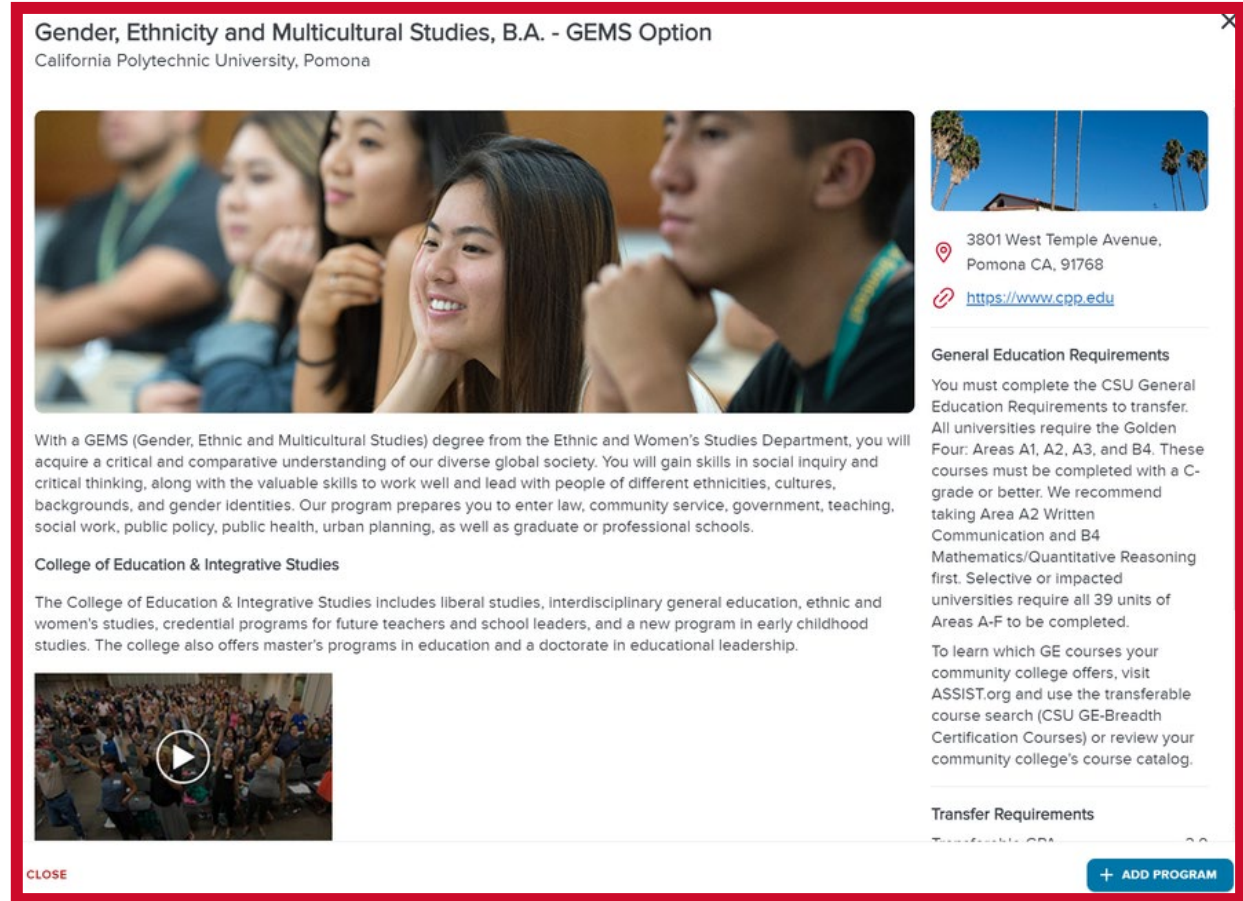 Gender, Ethnicity and Multicultural Studies, B.A. - GEMS Option
California Polytechnic University, Pomona
With a GEMS (Gender, Ethnic and Multicultural Studies) degree from the Ethnic and Women's Studies Department, you will
acquire a critical and comparative understanding of our diverse global society. You will gain skills in social inquiry and
critical thinking, along with the valuable skills to work well and lead with people of different ethnicities, cultures,
backgrounds, and gender identities. Our program prepares you to enter law, community service, government, teaching,
social work, public policy, public health, urban planning, as well as graduate or professional schools.
College of Education & Integrative Studies
The College of Education & Integrative Studies includes liberal studies, interdisciplinary general education, ethnic and
women's studies, credential programs for future teachers and school leaders, and a new program in early childhood
studies. The college also offers master's programs in education and a doctorate in educational leadership.
3801 West Temple Avenue,
Pomona CA, 91768
https://www.cpp.edu
General Education Requirements
You must complete the CSU General
Education Requirements to transfer.
All universities require the Golden
Four: Areas A1, A2, A3, and B4. These
courses must be completed with a C-
grade or better. We recommend
taking Area A2 Written
Communication and B4
Mathematics/Quantitative Reasoning
first. Selective or impacted
universities require all 39 units of
Areas A-F to be completed.
To learn which GE courses your
community college offers, visit
ASSIST.org and use the transferable
course search (CSU GE-Breadth
Certification Courses) or review your
community college's course catalog.
Transfer Requirements
CLOSE
+ ADD PROGRAM